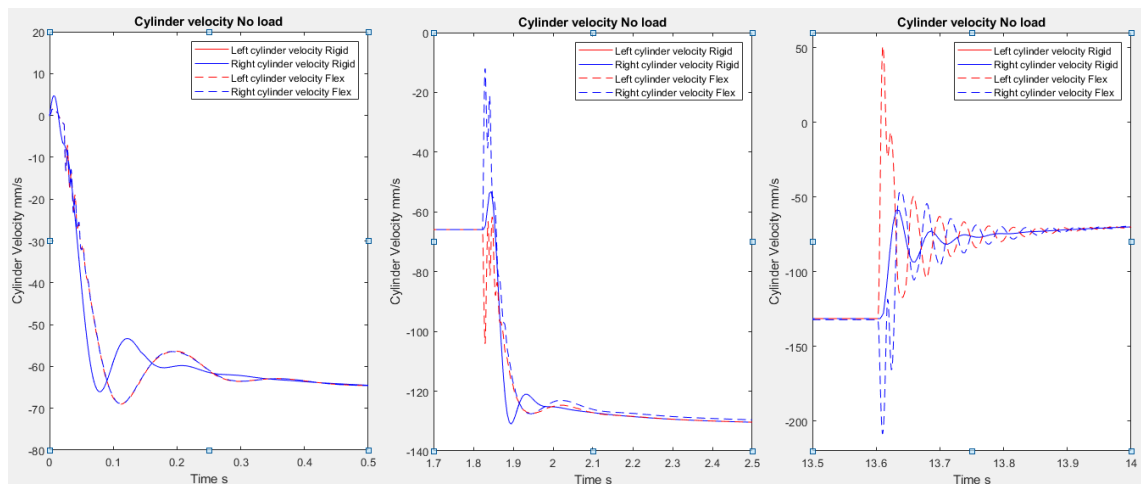 Cylinder velocity No load
Left cylinder velocity Rigid
Right cylinder velocity Rigid
Left cylinder velocity Flex
Right cylinder velocity Flex
20
10
0
-10
-20
-30
-40
-50
-60
-70
-80
Cylinder Velocity mm/s
0
0.1
0.2
0.3
0.4
0.5
Time s
Cylinder velocity No load
Left cylinder velocity Rigid
Right cylinder velocity Rigid
Left cylinder velocity Flex
Right cylinder velocity Flex
0
-20
-40
-60
-80
-100
-120
-140
Cylinder Velocity mm/s
1.7
1.8
1.9
2
2.1
2.2
2.3
2.4
2.5
Time s
Cylinder velocity No load
Left cylinder velocity Rigid
Right cylinder velocity Rigid
Left cylinder velocity Flex
Right cylinder velocity Flex
50
0
-50
-100
-150
-200
Cylinder Velocity mm/s
13.5
13.6
13.7
13.8
13.9
14
Time s